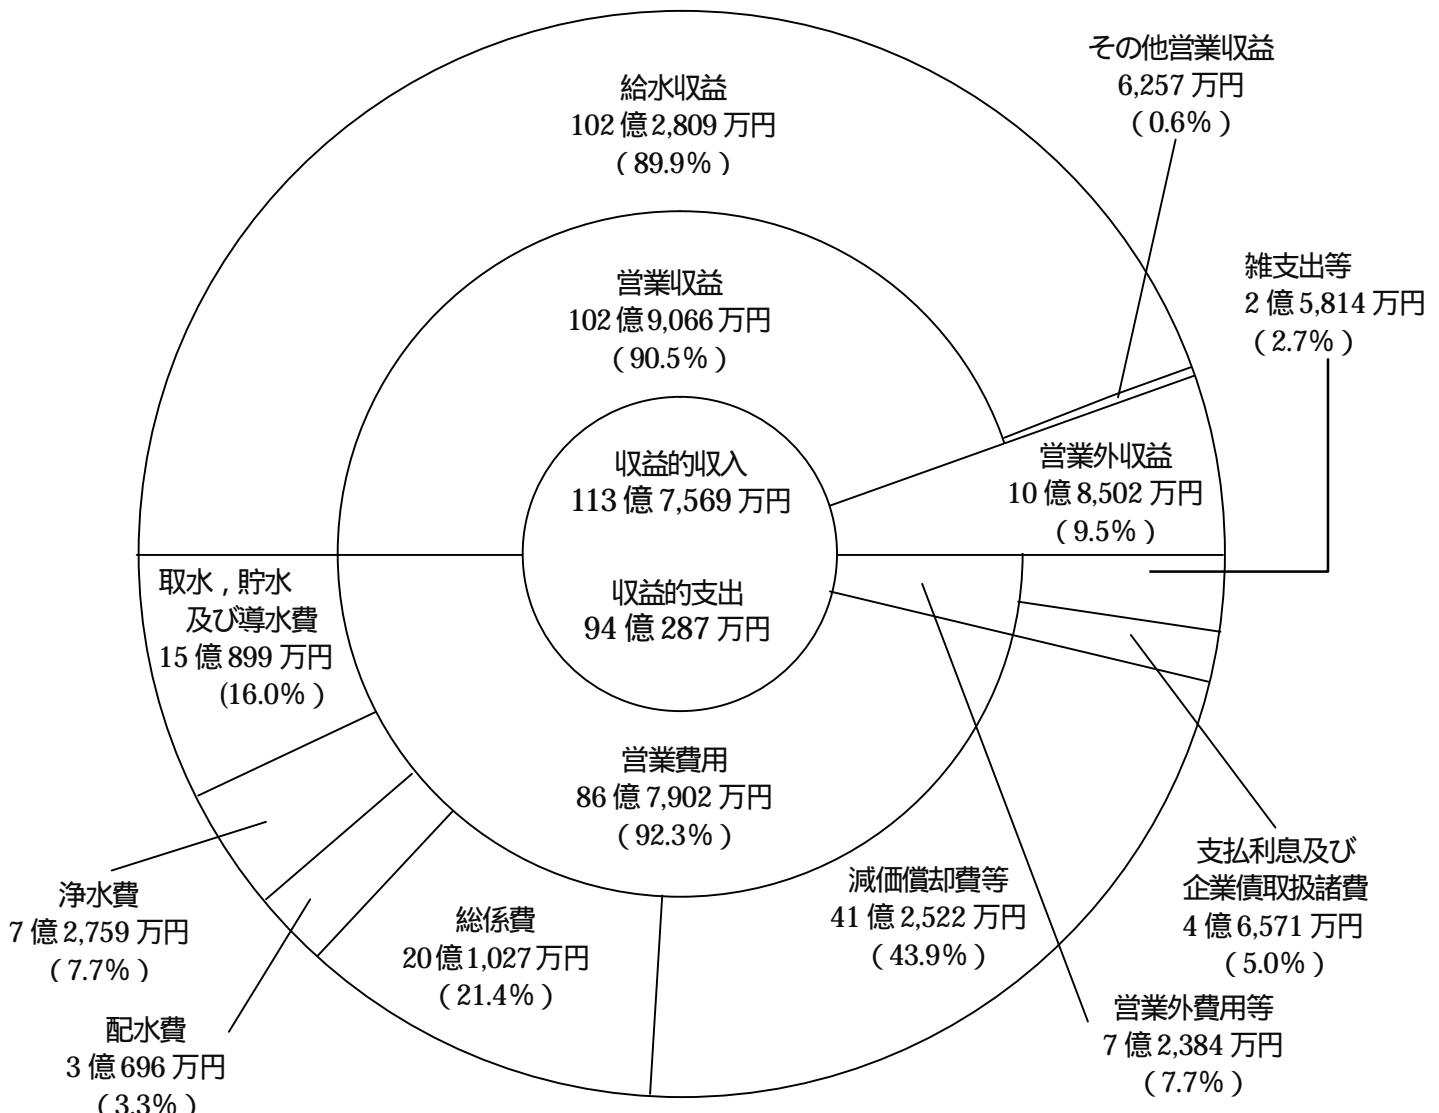 その他営業収益
6,257 万円
( 0.6% )
給水収益
102 億 2,809 万円
( 89.9% )
雑支出等
2 億 5,814 万円
( 2.7% )
営業収益
102 億 9,066 万円
( 90.5% )
営業外収益
10 億 8,502 万円
( 9.5% )
収益的収入
113 億 7,569 万円
収益的支出
94 億 287 万円
取水 , 貯水
及び導水費
15 億 899 万円
(16.0% )
営業費用
86 億 7,902 万円
( 92.3% )
浄水費
7 億 2,759 万円
( 7.7% )
配水費
3 億 696 万円
( 3.3% )
総係費
20 億 1,027 万円
( 21.4% )
減価償却費等
41 億 2,522 万円
( 43.9% )
支払利息及び
企業債取扱諸費
4 億 6,571 万円
( 5.0% )
営業外費用等
7 億 2,384 万円
( 7.7% )